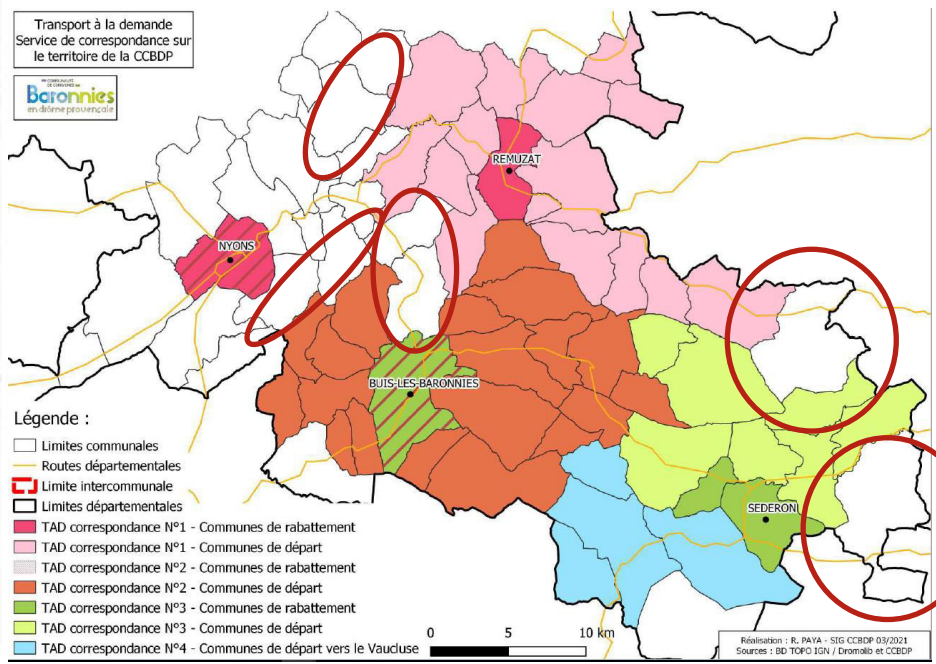 Transport à la demande
Service de correspondance sur
le territoire de la CCBDP
Baronnies
en drôme provençale
REMUZAT
NYONS
BUIS-LES-BARONNIES
SEDERON
Légende :
Limites communales
Routes départementales
Limite intercommunale
Limites départementales
TAD correspondance N°1 - Communes de rabattement
TAD correspondance N°1 - Communes de départ
TAD correspondance N°2 - Communes de rabattement
TAD correspondance N°2 - Communes de départ
TAD correspondance N°3 - Communes de rabattement
TAD correspondance N°3 - Communes de départ
TAD correspondance N°4 - Communes de départ vers le Vaucluse
0 5 10 km
Réalisation : R. PAYA - SIG CCBDP 03/2021
Sources : BD TOPO IGN / Dromolib et CCBDP